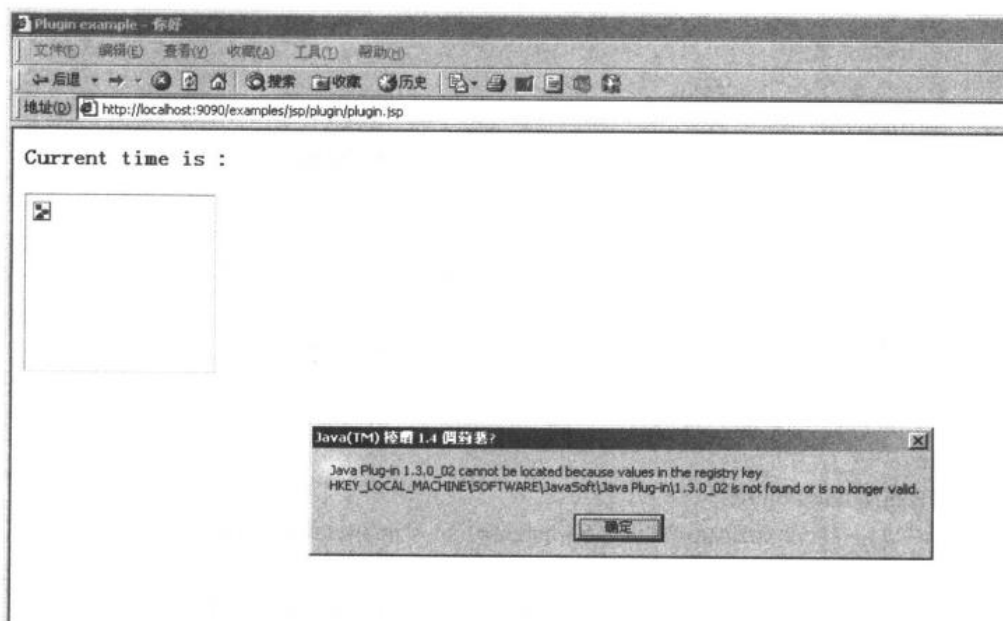 Plugin example - 你好
文件(F) 编辑(E) 查看(V) 收藏(A) 工具(T) 帮助(H)
后退 搜索 收藏 历史
地址(D) http://localhost:9090/examples/jsp/plugin/plugin.jsp
Current time is :
Java(TM) 1.4
Java Plug-in 1.3.0_02 cannot be located because values in the registry key
HKEY_LOCAL_MACHINE\SOFTWARE\JavaSoft\Java Plug-in\1.3.0_02 is not found or is no longer valid.
确定